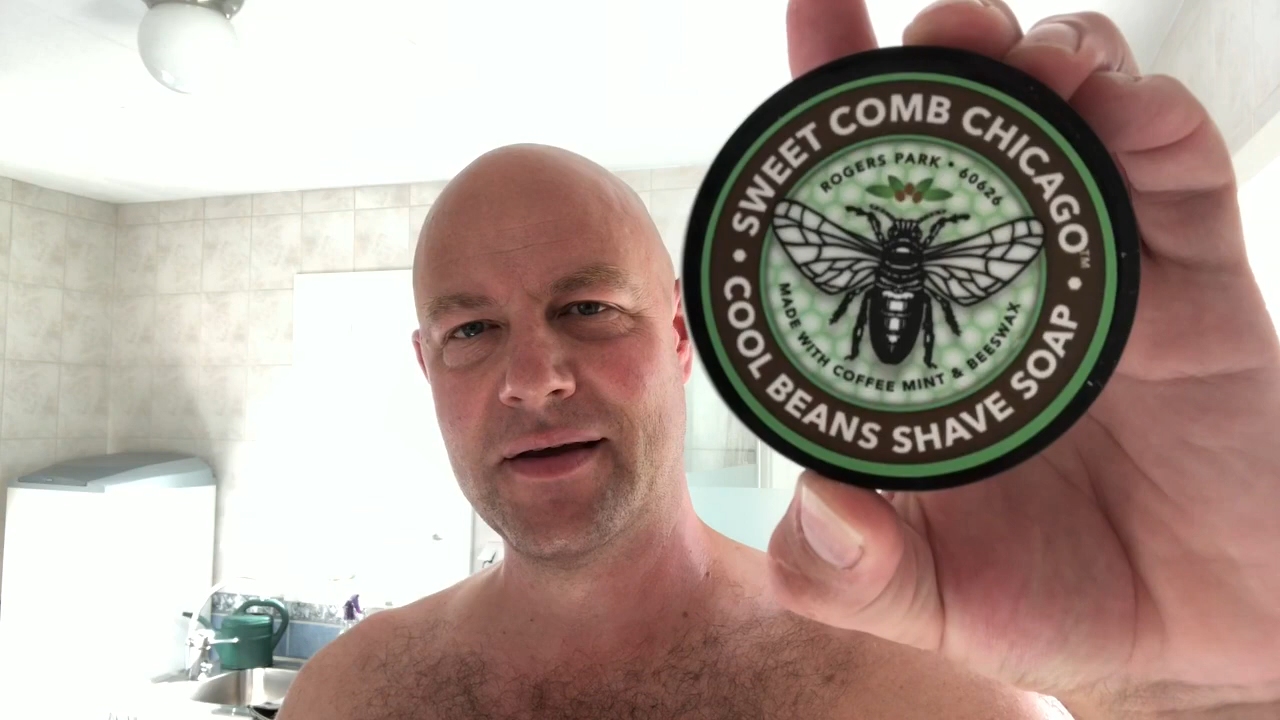 • SWEET COMB CHICAGO™ •
ROGERS PARK • 60626
MADE WITH COFFEE MINT & BEESWAX
COOL BEANS SHAVE SOAP